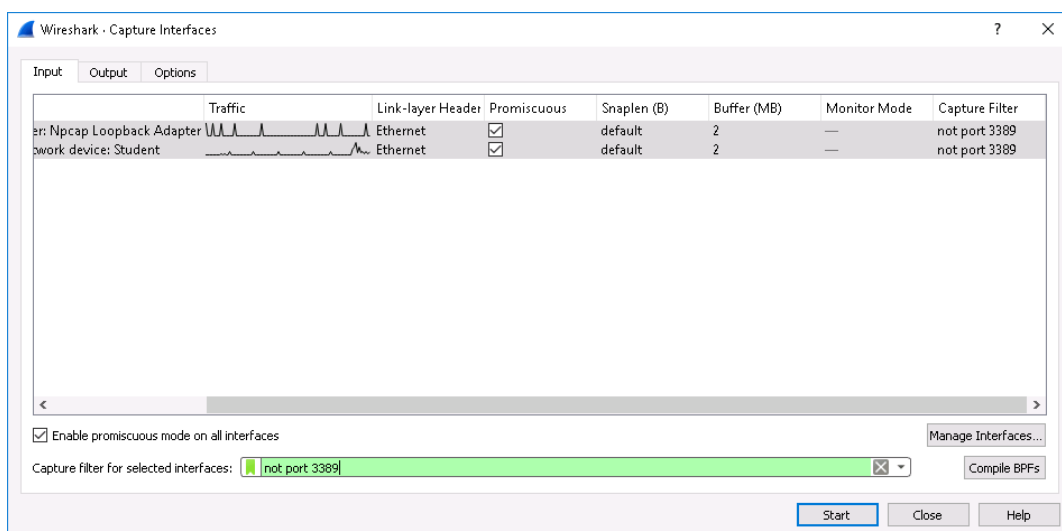 Wireshark · Capture Interfaces
? X
Input Output Options
Traffic Link-layer Header Promiscuous Snaplen (B) Buffer (MB) Monitor Mode Capture Filter
er: Npcap Loopback Adapter Ethernet default 2 — not port 3389
work device: Student Ethernet default 2 — not port 3389
Enable promiscuous mode on all interfaces Manage Interfaces...
Capture filter for selected interfaces: not port 3389 Compile BPFs
Start Close Help